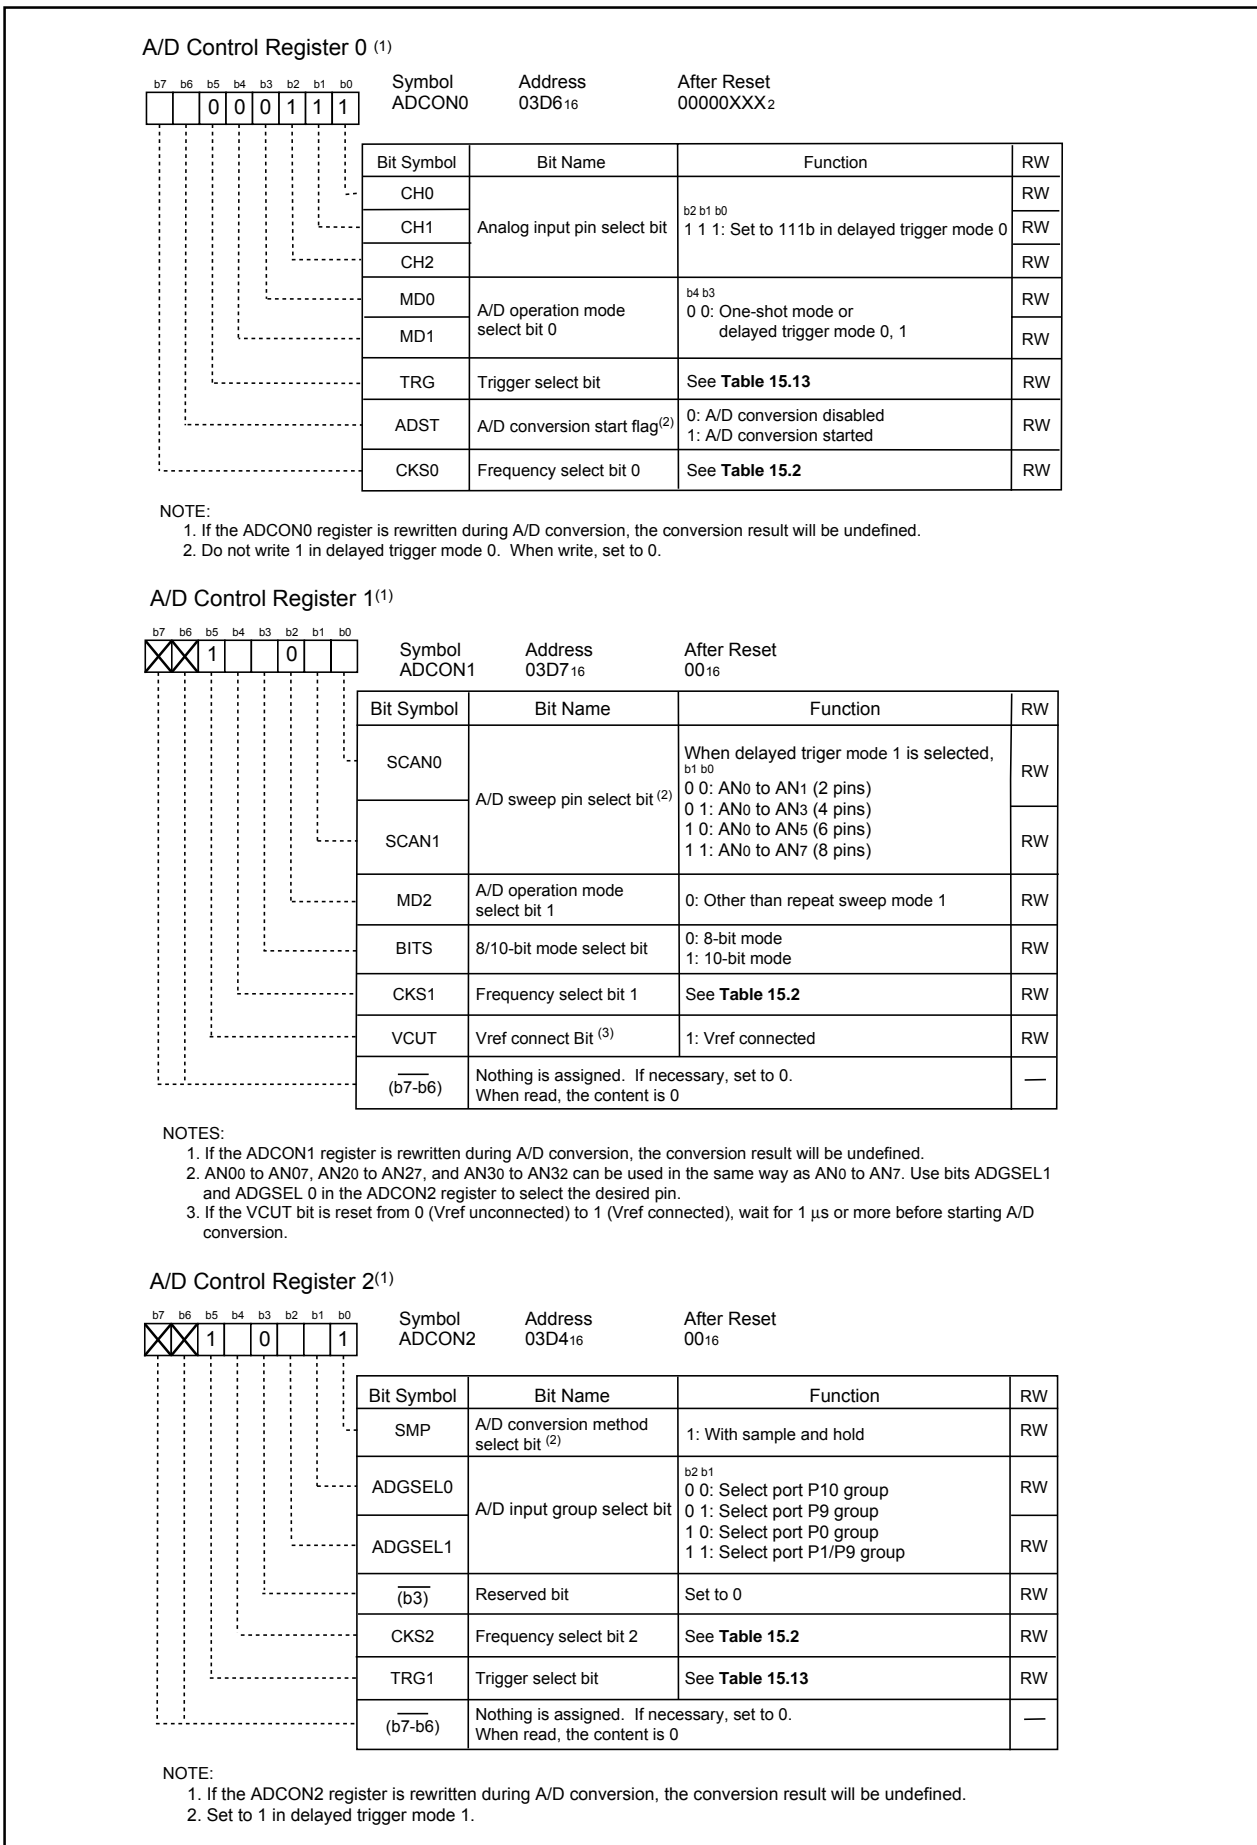 A/D Control Register 0 (1)
b7 b6 b5 b4 b3 b2 b1 b0
0 0 0 1 1 1
Symbol Address After Reset
ADCON0 03D616 00000XXX2
Bit Symbol Bit Name Function RW
CH0 RW
CH1 Analog input pin select bit
b2 b1 b0
1 1 1: Set to 111b in delayed trigger mode 0 RW
CH2 RW
MD0 RW
A/D operation mode
select bit 0
b4 b3
0 0: One-shot mode or
delayed trigger mode 0, 1
MD1 RW
TRG Trigger select bit See Table 15.13 RW
ADST A/D conversion start flag(2)
0: A/D conversion disabled
1: A/D conversion started
RW
CKS0 Frequency select bit 0 See Table 15.2 RW
NOTE:
1. If the ADCON0 register is rewritten during A/D conversion, the conversion result will be undefined.
2. Do not write 1 in delayed trigger mode 0. When write, set to 0.
A/D Control Register 1(1)
b7 b6 b5 b4 b3 b2 b1 b0
1 0
Symbol Address After Reset
ADCON1 03D716 0016
Bit Symbol Bit Name Function RW
SCAN0 RW
A/D sweep pin select bit (2)
When delayed triger mode 1 is selected,
b1 b0
0 0: AN0 to AN1 (2 pins)
0 1: AN0 to AN3 (4 pins)
1 0: AN0 to AN5 (6 pins)
1 1: AN0 to AN7 (8 pins)
SCAN1 RW
MD2 A/D operation mode
select bit 1
0: Other than repeat sweep mode 1 RW
BITS 8/10-bit mode select bit
0: 8-bit mode
1: 10-bit mode
RW
CKS1 Frequency select bit 1 See Table 15.2 RW
VCUT Vref connect Bit (3) 1: Vref connected RW
(b7-b6)
Nothing is assigned. If necessary, set to 0.
When read, the content is 0
—
NOTES:
1. If the ADCON1 register is rewritten during A/D conversion, the conversion result will be undefined.
2. AN00 to AN07, AN20 to AN27, and AN30 to AN32 can be used in the same way as AN0 to AN7. Use bits ADGSEL1
and ADGSEL 0 in the ADCON2 register to select the desired pin.
3. If the VCUT bit is reset from 0 (Vref unconnected) to 1 (Vref connected), wait for 1 μs or more before starting A/D
conversion.
A/D Control Register 2(1)
b7 b6 b5 b4 b3 b2 b1 b0
1 0 1
Symbol Address After Reset
ADCON2 03D416 0016
Bit Symbol Bit Name Function RW
SMP A/D conversion method
select bit (2)
1: With sample and hold RW
ADGSEL0 RW
A/D input group select bit
b2 b1
0 0: Select port P10 group
0 1: Select port P9 group
1 0: Select port P0 group
1 1: Select port P1/P9 group
ADGSEL1 RW
(b3) Reserved bit Set to 0 RW
CKS2 Frequency select bit 2 See Table 15.2 RW
TRG1 Trigger select bit See Table 15.13 RW
(b7-b6)
Nothing is assigned. If necessary, set to 0.
When read, the content is 0
—
NOTE:
1. If the ADCON2 register is rewritten during A/D conversion, the conversion result will be undefined.
2. Set to 1 in delayed trigger mode 1.